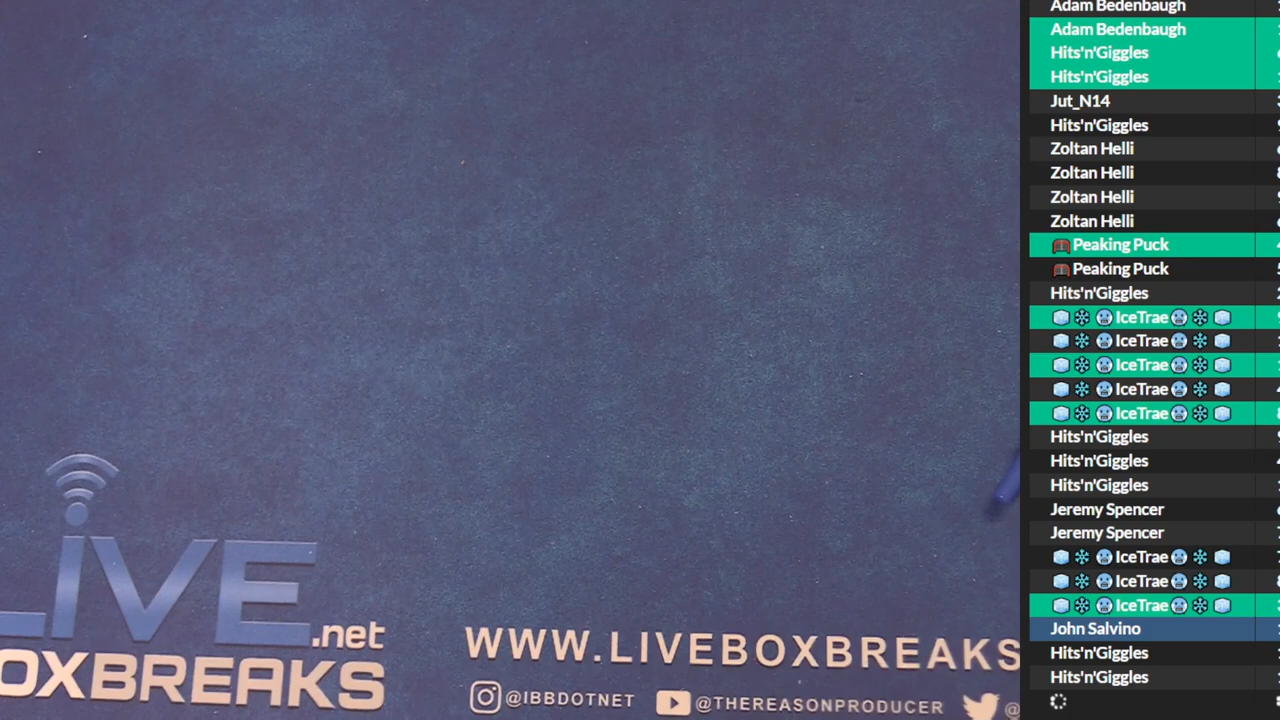 Adam Bedenbaugh
Adam Bedenbaugh
Hits'n'Giggles
Hits'n'Giggles
Jut_N14
Hits'n'Giggles
Zoltan Helli
Zoltan Helli
Zoltan Helli
Zoltan Helli
Peaking Puck
Peaking Puck
Hits'n'Giggles
IceTrae
IceTrae
IceTrae
IceTrae
IceTrae
Hits'n'Giggles
Hits'n'Giggles
Hits'n'Giggles
Jeremy Spencer
Jeremy Spencer
IceTrae
IceTrae
IceTrae
John Salvino
Hits'n'Giggles
Hits'n'Giggles
LIVE.net
OXBREAKS
WWW.LIVEBOXBREAKS
@IBBDOTNET @THEREASONPRODUCER @